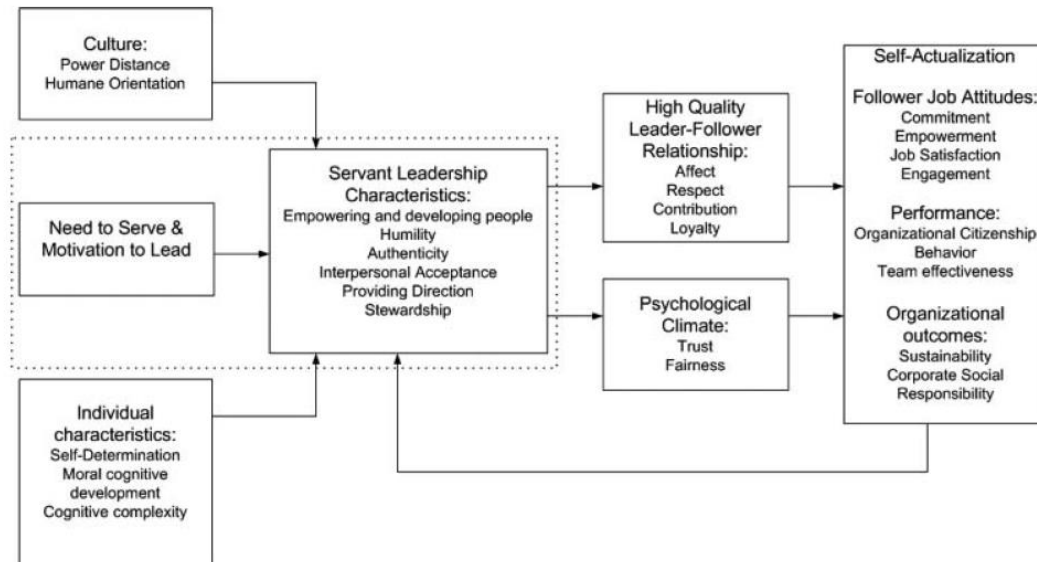 Culture:
Power Distance
Humane Orientation
Need to Serve &
Motivation to Lead
Individual
characteristics:
Self-Determination
Moral cognitive
development
Cognitive complexity
Servant Leadership
Characteristics:
Empowering and developing people
Humility
Authenticity
Interpersonal Acceptance
Providing Direction
Stewardship
High Quality
Leader-Follower
Relationship:
Affect
Respect
Contribution
Loyalty
Psychological
Climate:
Trust
Fairness
Self-Actualization
Follower Job Attitudes:
Commitment
Empowerment
Job Satisfaction
Engagement
Performance:
Organizational Citizenship
Behavior
Team effectiveness
Organizational
outcomes:
Sustainability
Corporate Social
Responsibility